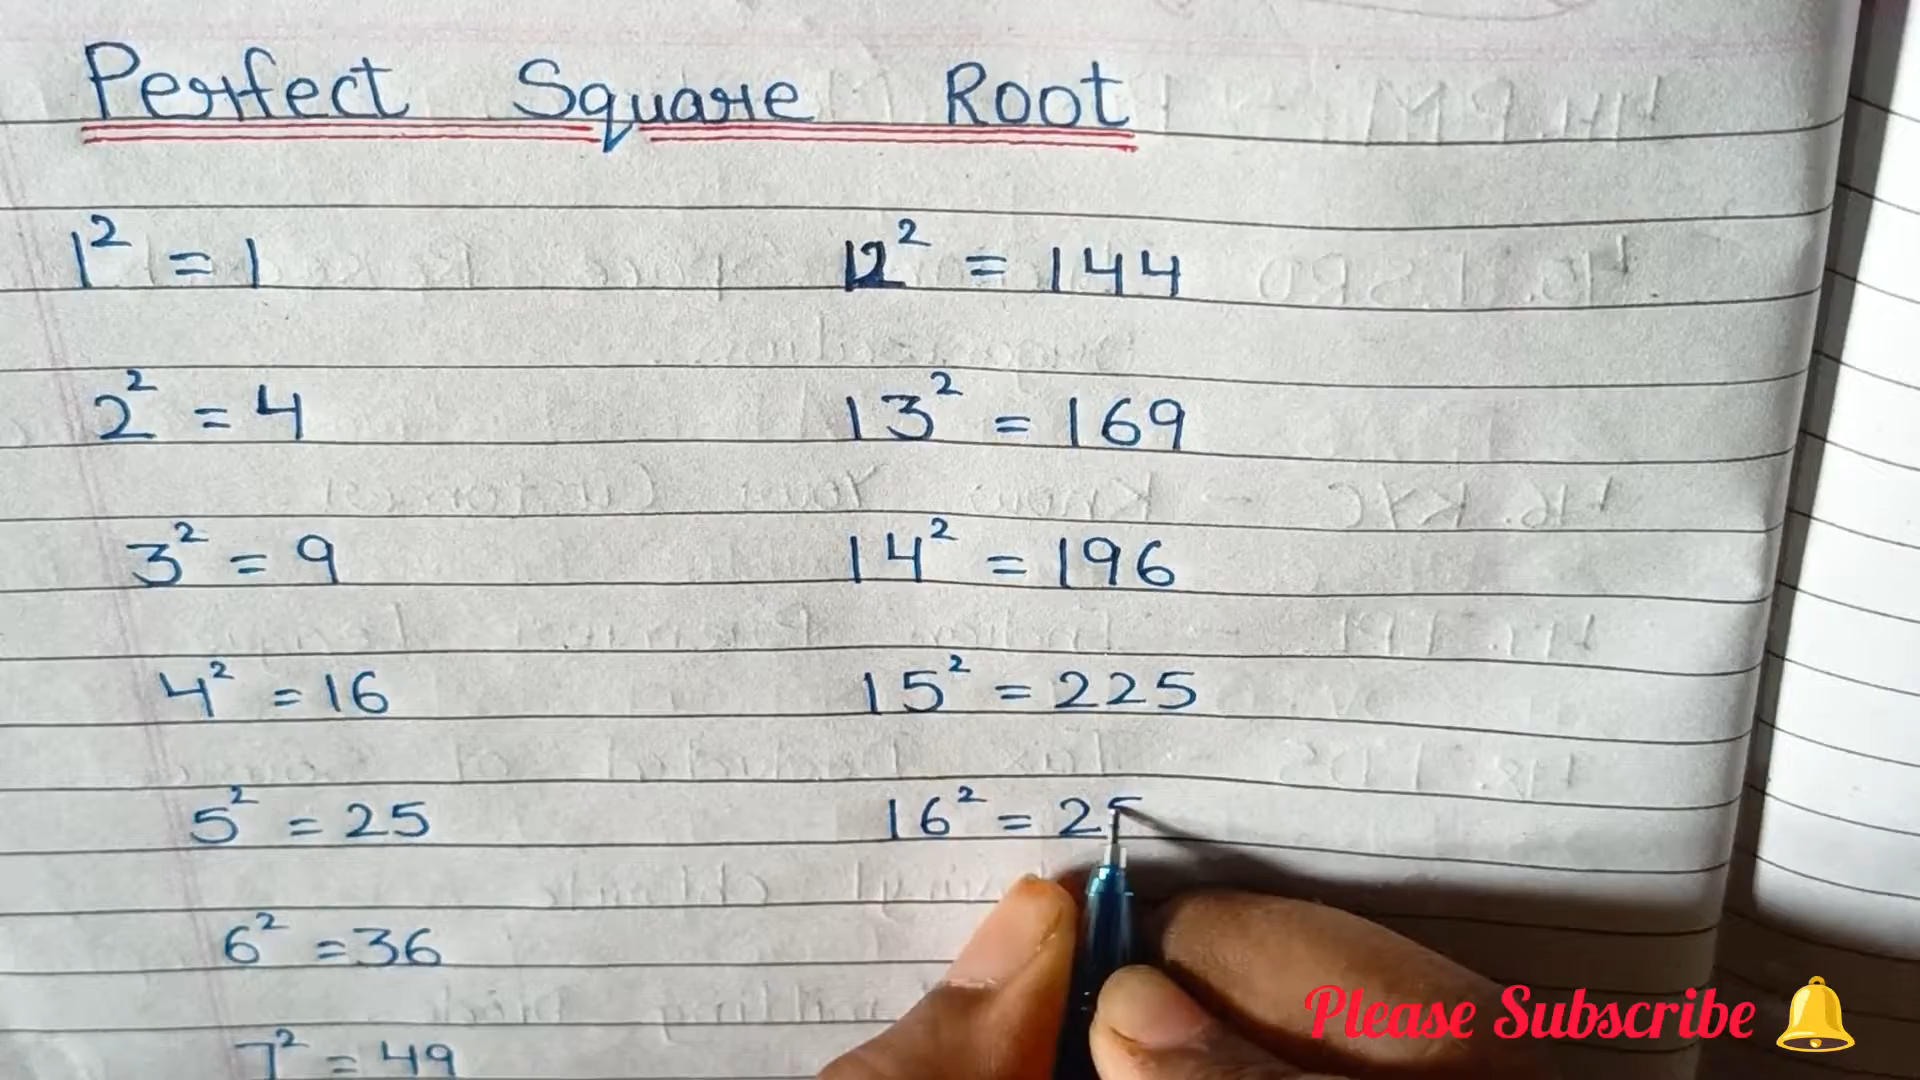 Perfect Square Root
1² = 1
2² = 4
3² = 9
4² = 16
5² = 25
6² = 36
7² = 49
12² = 144
13² = 169
14² = 196
15² = 225
16² = 25
Please Subscribe